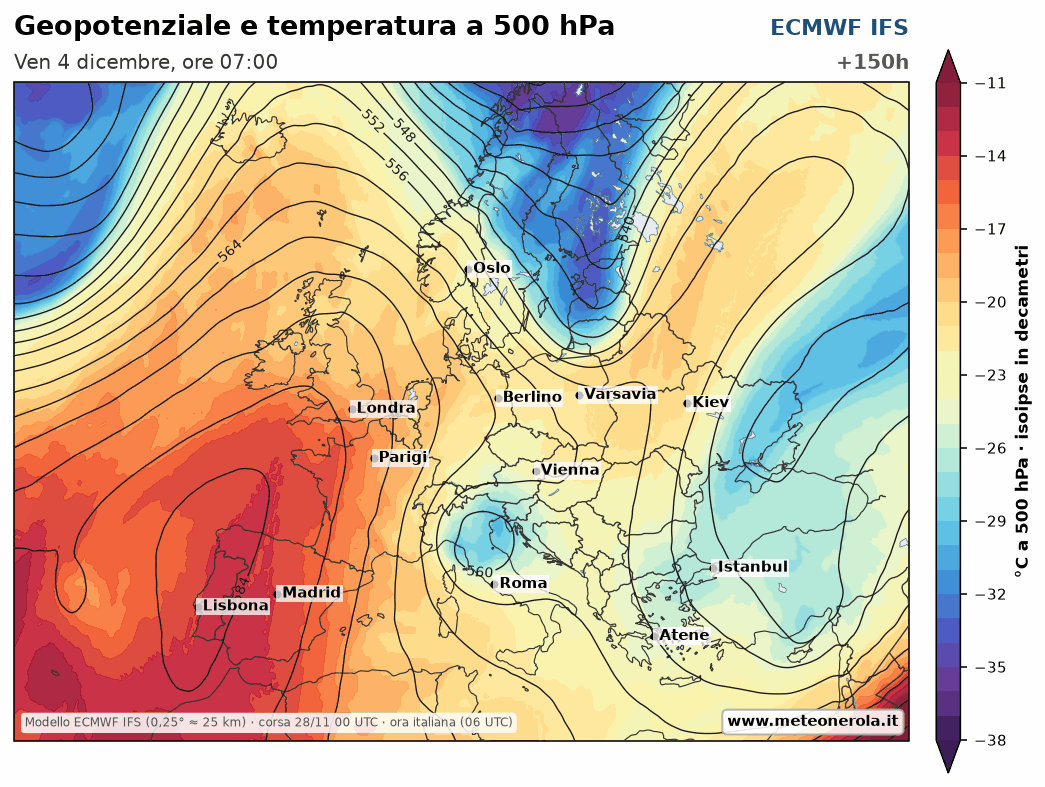 Geopotenziale e temperatura a 500 hPa
ECMWF IFS
Ven 4 dicembre, ore 07:00
+150h
552
548
556
564
540
Oslo
Berlino
Varsavia
Kiev
Londra
Parigi
Vienna
560
Roma
Istanbul
Madrid
Lisbona
Atene
Modello ECMWF IFS (0,25° ≈ 25 km) · corsa 28/11 00 UTC · ora italiana (06 UTC)
www.meteonerola.it
−11
−14
−17
−20
−23
−26
−29
−32
−35
−38
°C a 500 hPa · isoipse in decametri